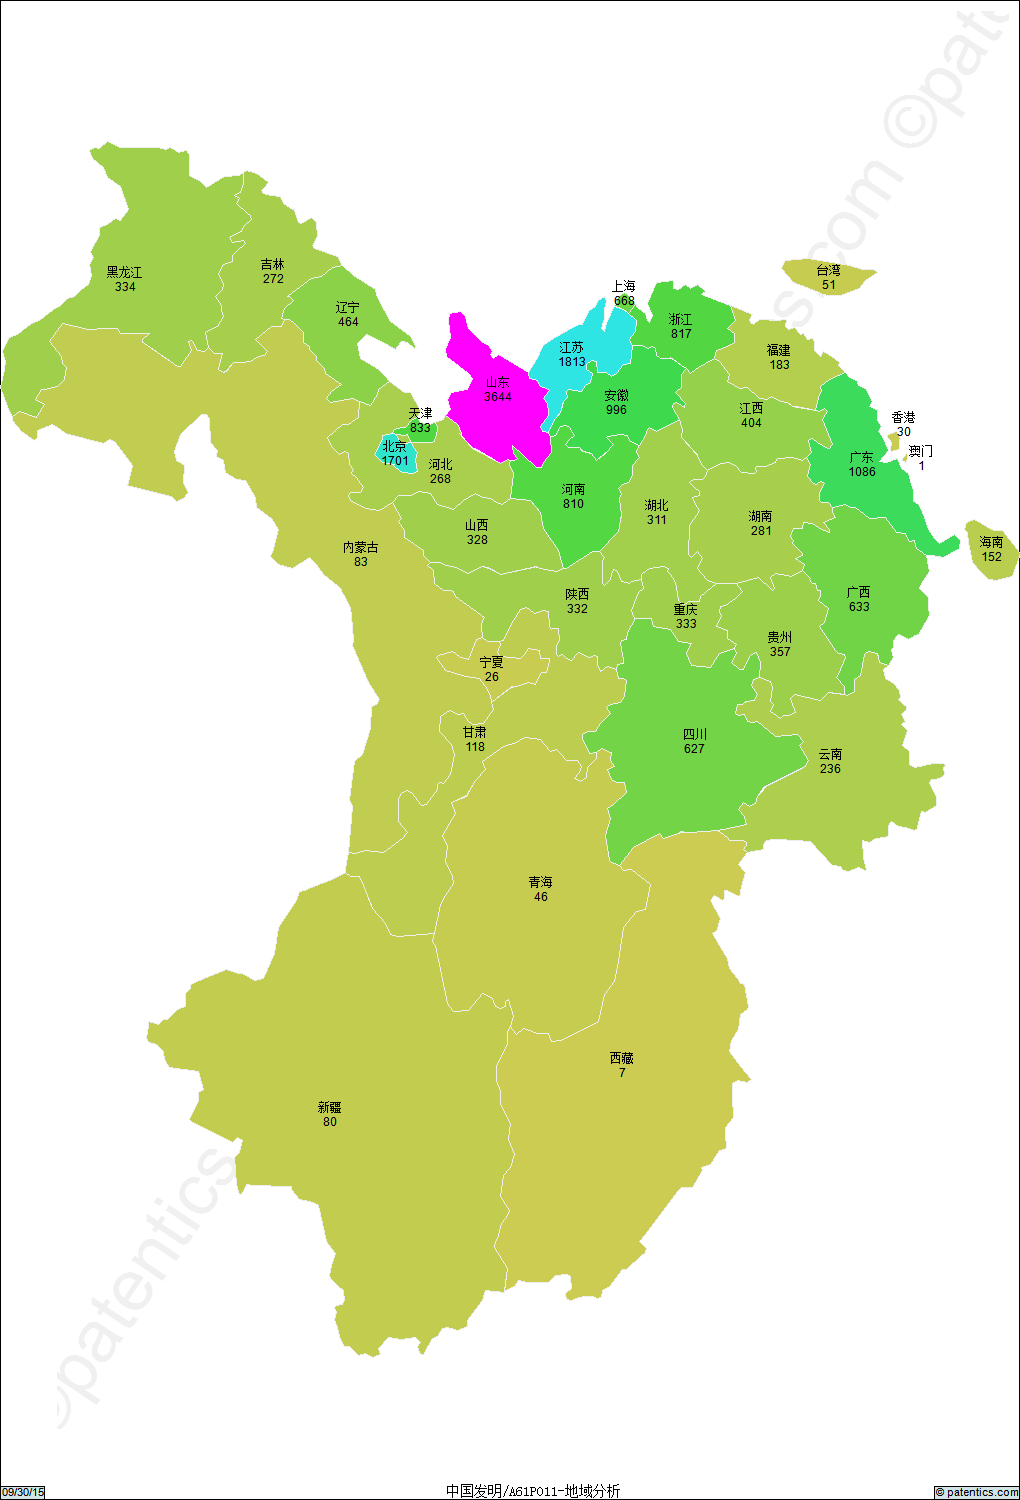 ©patentics.com ©patentics.com
黑龙江
334
吉林
272
辽宁
464
台湾
51
上海
668
浙江
817
江苏
1813
福建
183
山东
3644
安徽
996
江西
404
天津
833
香港
30
澳门
1
北京
1701
河北
268
广东
1086
河南
810
湖北
311
湖南
281
山西
328
海南
152
内蒙古
83
陕西
332
重庆
333
广西
633
贵州
357
宁夏
26
甘肃
118
四川
627
云南
236
青海
46
西藏
7
新疆
80
09/30/15
中国发明/A61P011-地域分析
© patentics.com